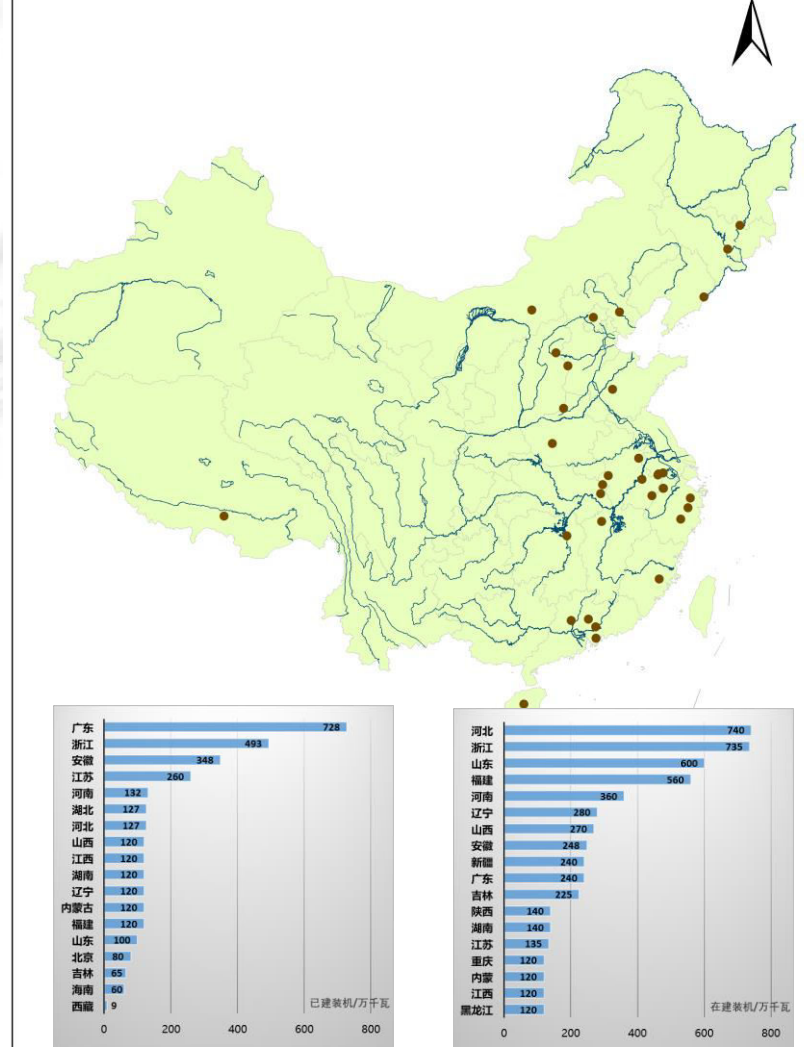 广东 728
浙江 493
安徽 348
江苏 260
河南 132
湖北 127
河北 127
山西 120
江西 120
湖南 120
辽宁 120
内蒙古 120
福建 120
山东 100
北京 80
吉林 65
海南 60
西藏 9
已建装机/万千瓦
0 200 400 600 800
河北 740
浙江 735
山东 600
福建 560
河南 360
辽宁 280
山西 270
安徽 248
新疆 240
广东 240
吉林 225
陕西 140
湖南 140
江苏 135
重庆 120
内蒙 120
江西 120
黑龙江 120
在建装机/万千瓦
0 200 400 600 800